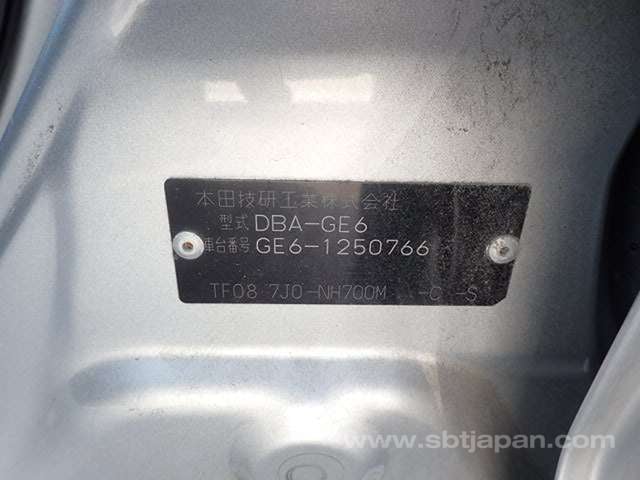 本田技研工業株式会社
型式 DBA-GE6
車台番号 GE6-1250766
TF08 7J0-NH700M -C -S
www.sbtjapan.com